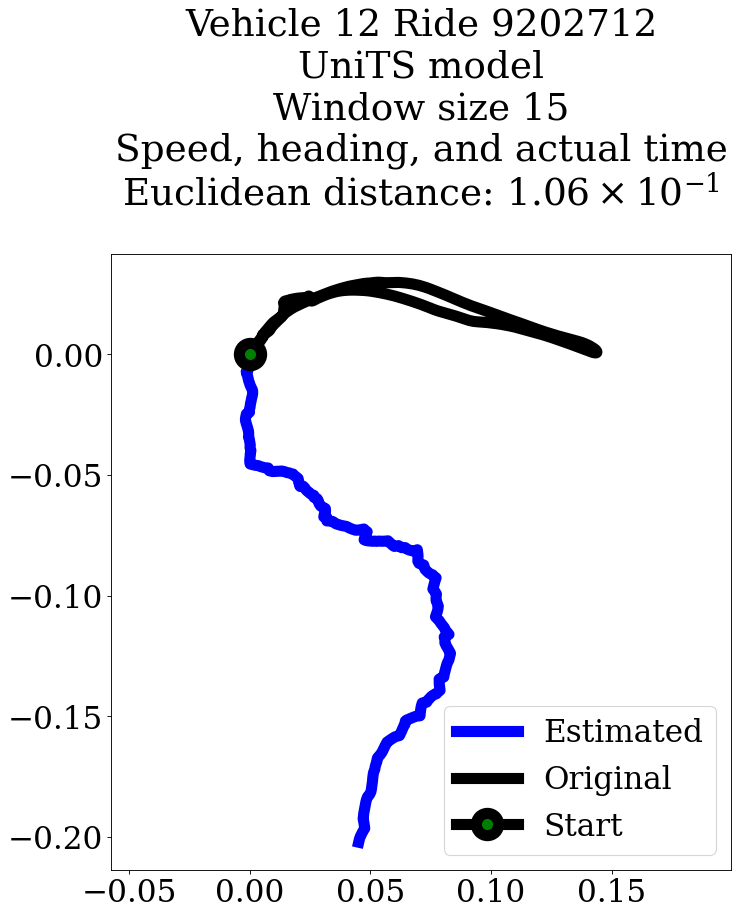 Vehicle 12 Ride 9202712
UniTS model
Window size 15
Speed, heading, and actual time
Euclidean distance: 1.06 × 10⁻¹
0.00
−0.05
−0.10
−0.15
−0.20
Estimated
Original
Start
−0.05 0.00 0.05 0.10 0.15